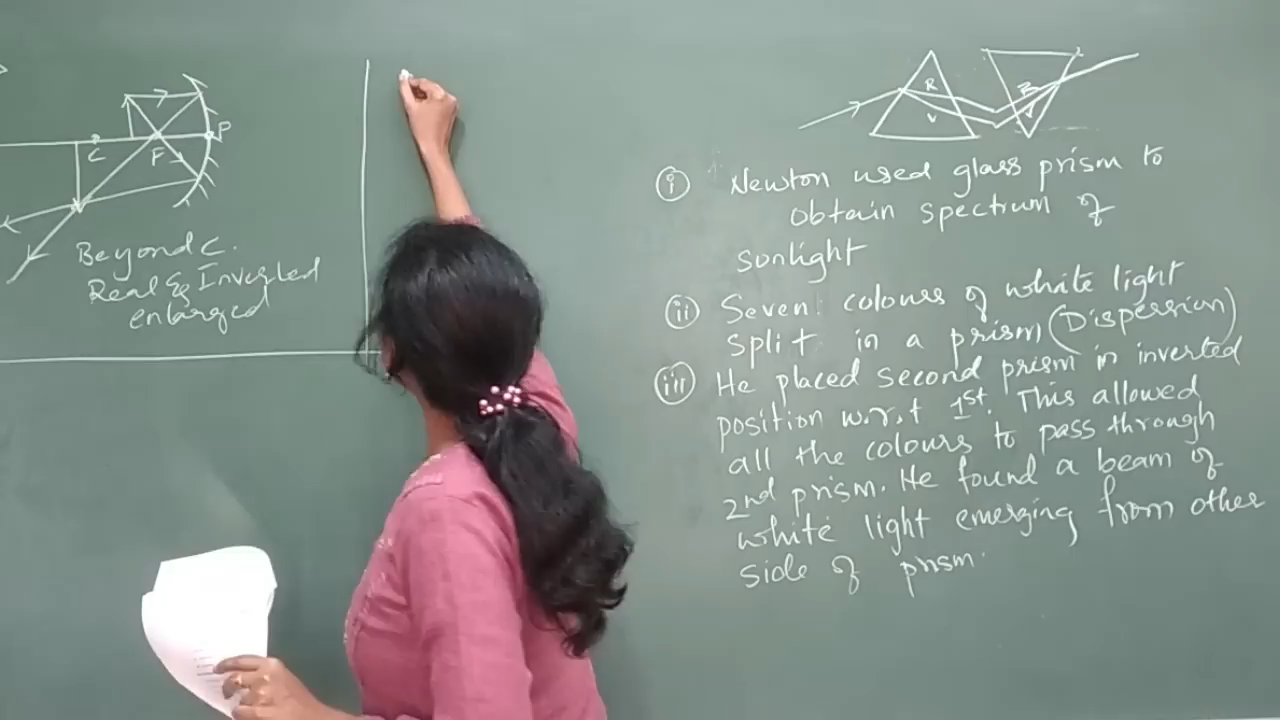 C F P
Beyond C.
Real & Inverted
enlarged
R R
V V
(i) Newton used glass prism to
obtain spectrum of
sunlight
(ii) Seven colours of white light
split in a prism (Dispersion)
(iii) He placed second prism in inverted
position w.r.t 1st. This allowed
all the colours to pass through
2nd prism. He found a beam of
white light emerging from other
side of prism.